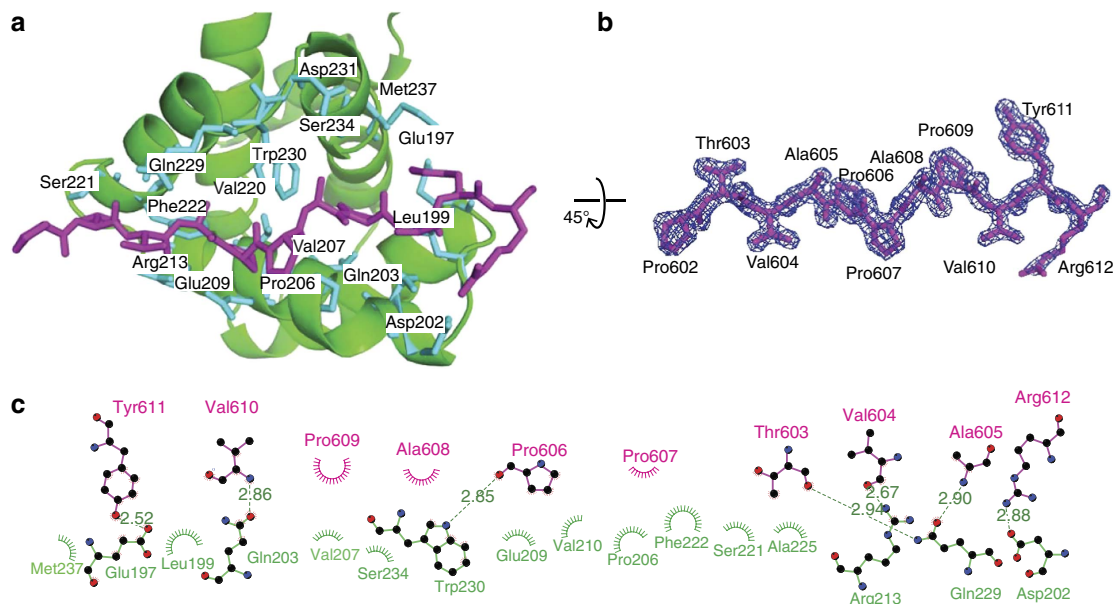 a
Asp231
Met237
Ser234
Glu197
Gln229
Trp230
Ser221
Val220
Phe222
Leu199
Val207
Arg213
Gln203
Glu209
Pro206
Asp202
45°
b
Tyr611
Pro609
Thr603
Ala605
Ala608
Pro606
Pro602
Val604
Pro607
Val610
Arg612
c
Tyr611
Val610
Pro609
Ala608
Pro606
Pro607
Thr603
Val604
Ala605
Arg612
2.52
2.86
2.85
2.67
2.94
2.90
2.88
Met237
Glu197
Leu199
Gln203
Val207
Ser234
Trp230
Glu209
Val210
Pro206
Phe222
Ser221
Ala225
Arg213
Gln229
Asp202